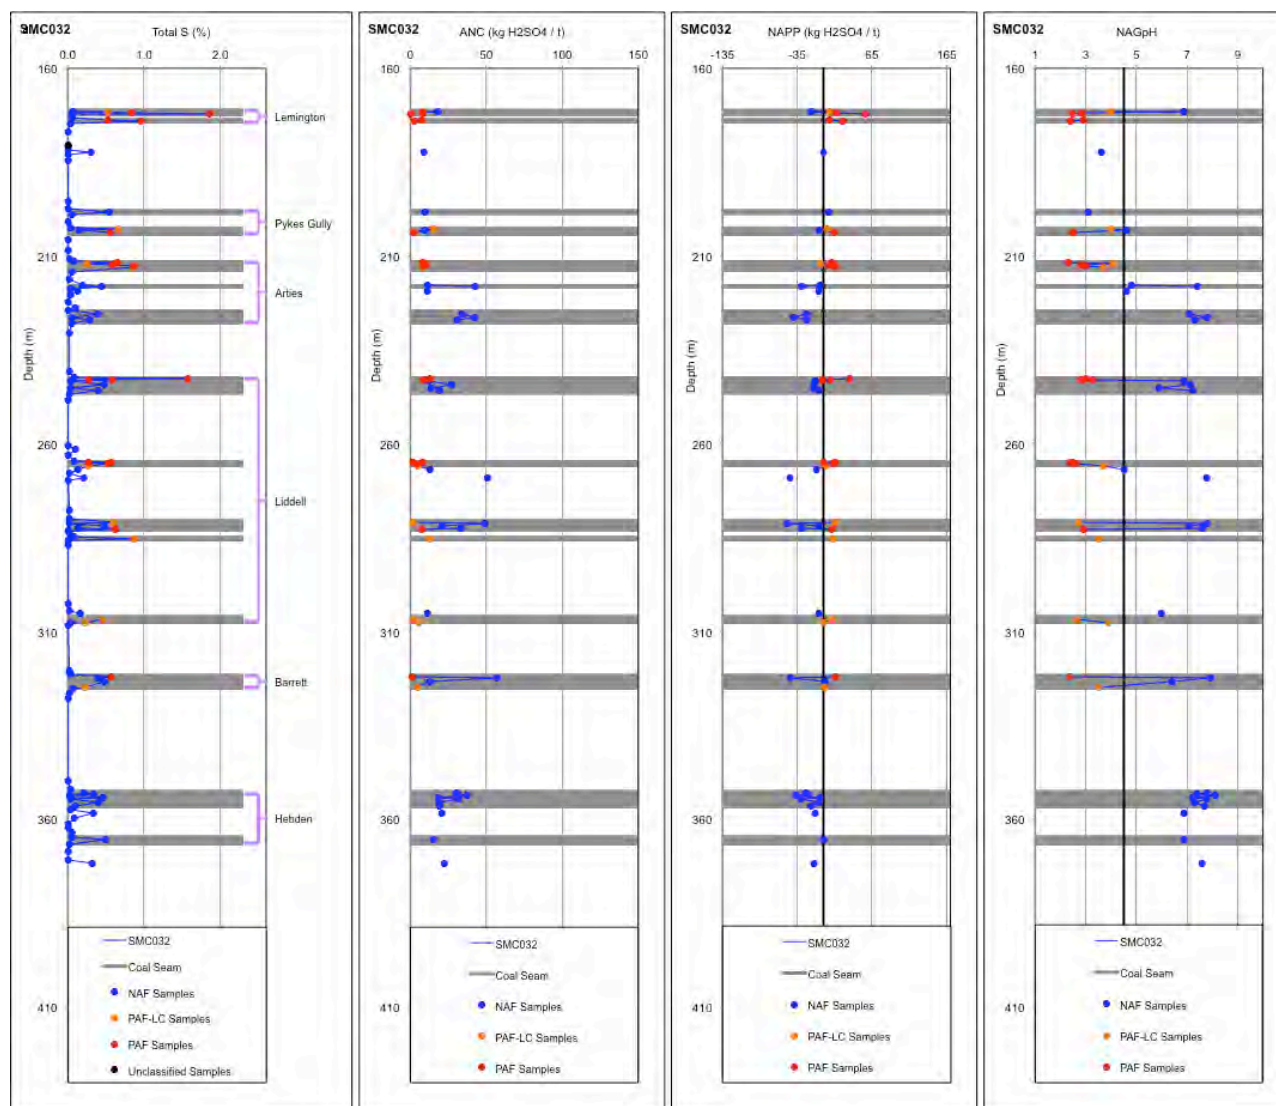 SMC032 Total S (%)
0.0 1.0 2.0
160
210
260
310
360
410
Depth (m)
Lemington
Pykes Gully
Arties
Liddell
Barrett
Hebden
SMC032
Coal Seam
NAF Samples
PAF-LC Samples
PAF Samples
Unclassified Samples
SMC032 ANC (kg H2SO4 / t)
0 50 100 150
160
210
260
310
360
410
Depth (m)
SMC032
Coal Seam
NAF Samples
PAF-LC Samples
PAF Samples
SMC032 NAPP (kg H2SO4 / t)
-135 -35 65 165
160
210
260
310
360
410
Depth (m)
SMC032
Coal Seam
NAF Samples
PAF-LC Samples
PAF Samples
SMC032 NAGpH
1 3 5 7 9
160
210
260
310
360
410
Depth (m)
SMC032
Coal Seam
NAF Samples
PAF-LC Samples
PAF Samples